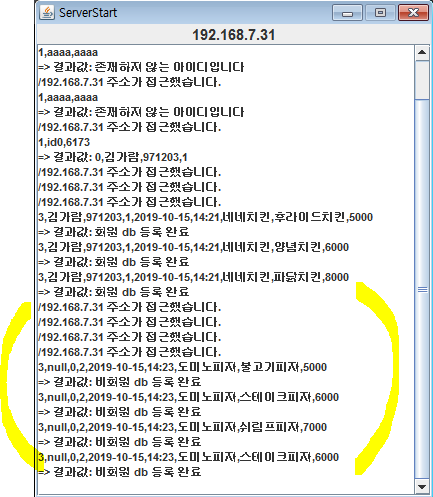 ServerStart
192.168.7.31
1,aaaa,aaaa
=> 결과값: 존재하지 않는 아이디입니다
/192.168.7.31 주소가 접근했습니다.
1,aaaa,aaaa
=> 결과값: 존재하지 않는 아이디입니다
/192.168.7.31 주소가 접근했습니다.
1,id0,6173
=> 결과값: 0,김가람,971203,1
/192.168.7.31 주소가 접근했습니다.
/192.168.7.31 주소가 접근했습니다.
/192.168.7.31 주소가 접근했습니다.
3,김가람,971203,1,2019-10-15,14:21,네네치킨,후라이드치킨,5000
=> 결과값: 회원 db 등록 완료
3,김가람,971203,1,2019-10-15,14:21,네네치킨,양념치킨,6000
=> 결과값: 회원 db 등록 완료
3,김가람,971203,1,2019-10-15,14:21,네네치킨,파닭치킨,8000
=> 결과값: 회원 db 등록 완료
/192.168.7.31 주소가 접근했습니다.
/192.168.7.31 주소가 접근했습니다.
/192.168.7.31 주소가 접근했습니다.
/192.168.7.31 주소가 접근했습니다.
3,null,0,2,2019-10-15,14:23,도미노피자,불고기피자,5000
=> 결과값: 비회원 db 등록 완료
3,null,0,2,2019-10-15,14:23,도미노피자,스테이크피자,6000
=> 결과값: 비회원 db 등록 완료
3,null,0,2,2019-10-15,14:23,도미노피자,쉬림프피자,7000
=> 결과값: 비회원 db 등록 완료
3,null,0,2,2019-10-15,14:23,도미노피자,스테이크피자,6000
=> 결과값: 비회원 db 등록 완료